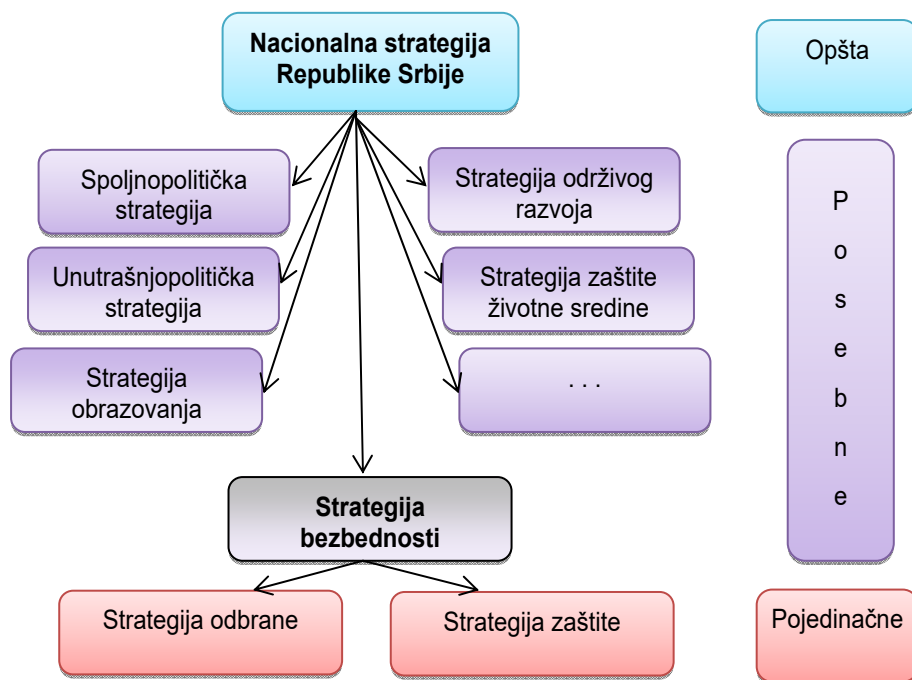 Nacionalna strategija
Republike Srbije
Opšta
Spoljnopolitička
strategija
Strategija održivog
razvoja
Unutrašnjopolitička
strategija
Strategija zaštite
životne sredine
Strategija
obrazovanja
. . .
P
o
s
e
b
n
e
Strategija
bezbednosti
Strategija odbrane
Strategija zaštite
Pojedinačne